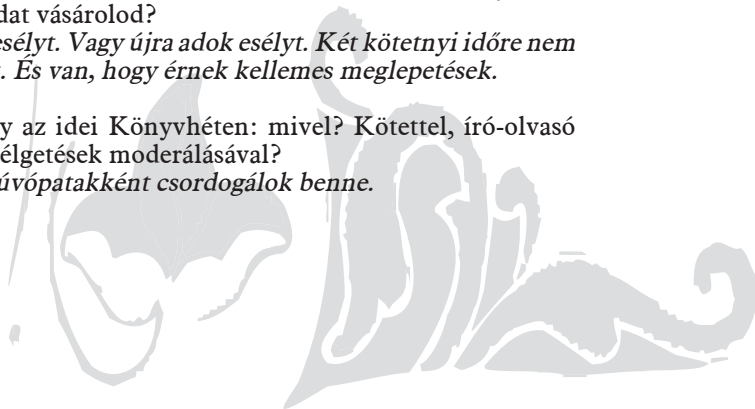 dat vásárolod?
esélyt. Vagy újra adok esélyt. Két kötetnyi időre nem
. És van, hogy érnek kellemes meglepetések.
y az idei Könyvhéten: mivel? Kötettel, író-olvasó
élgetések moderálásával?
úvópatakként csordogálok benne.